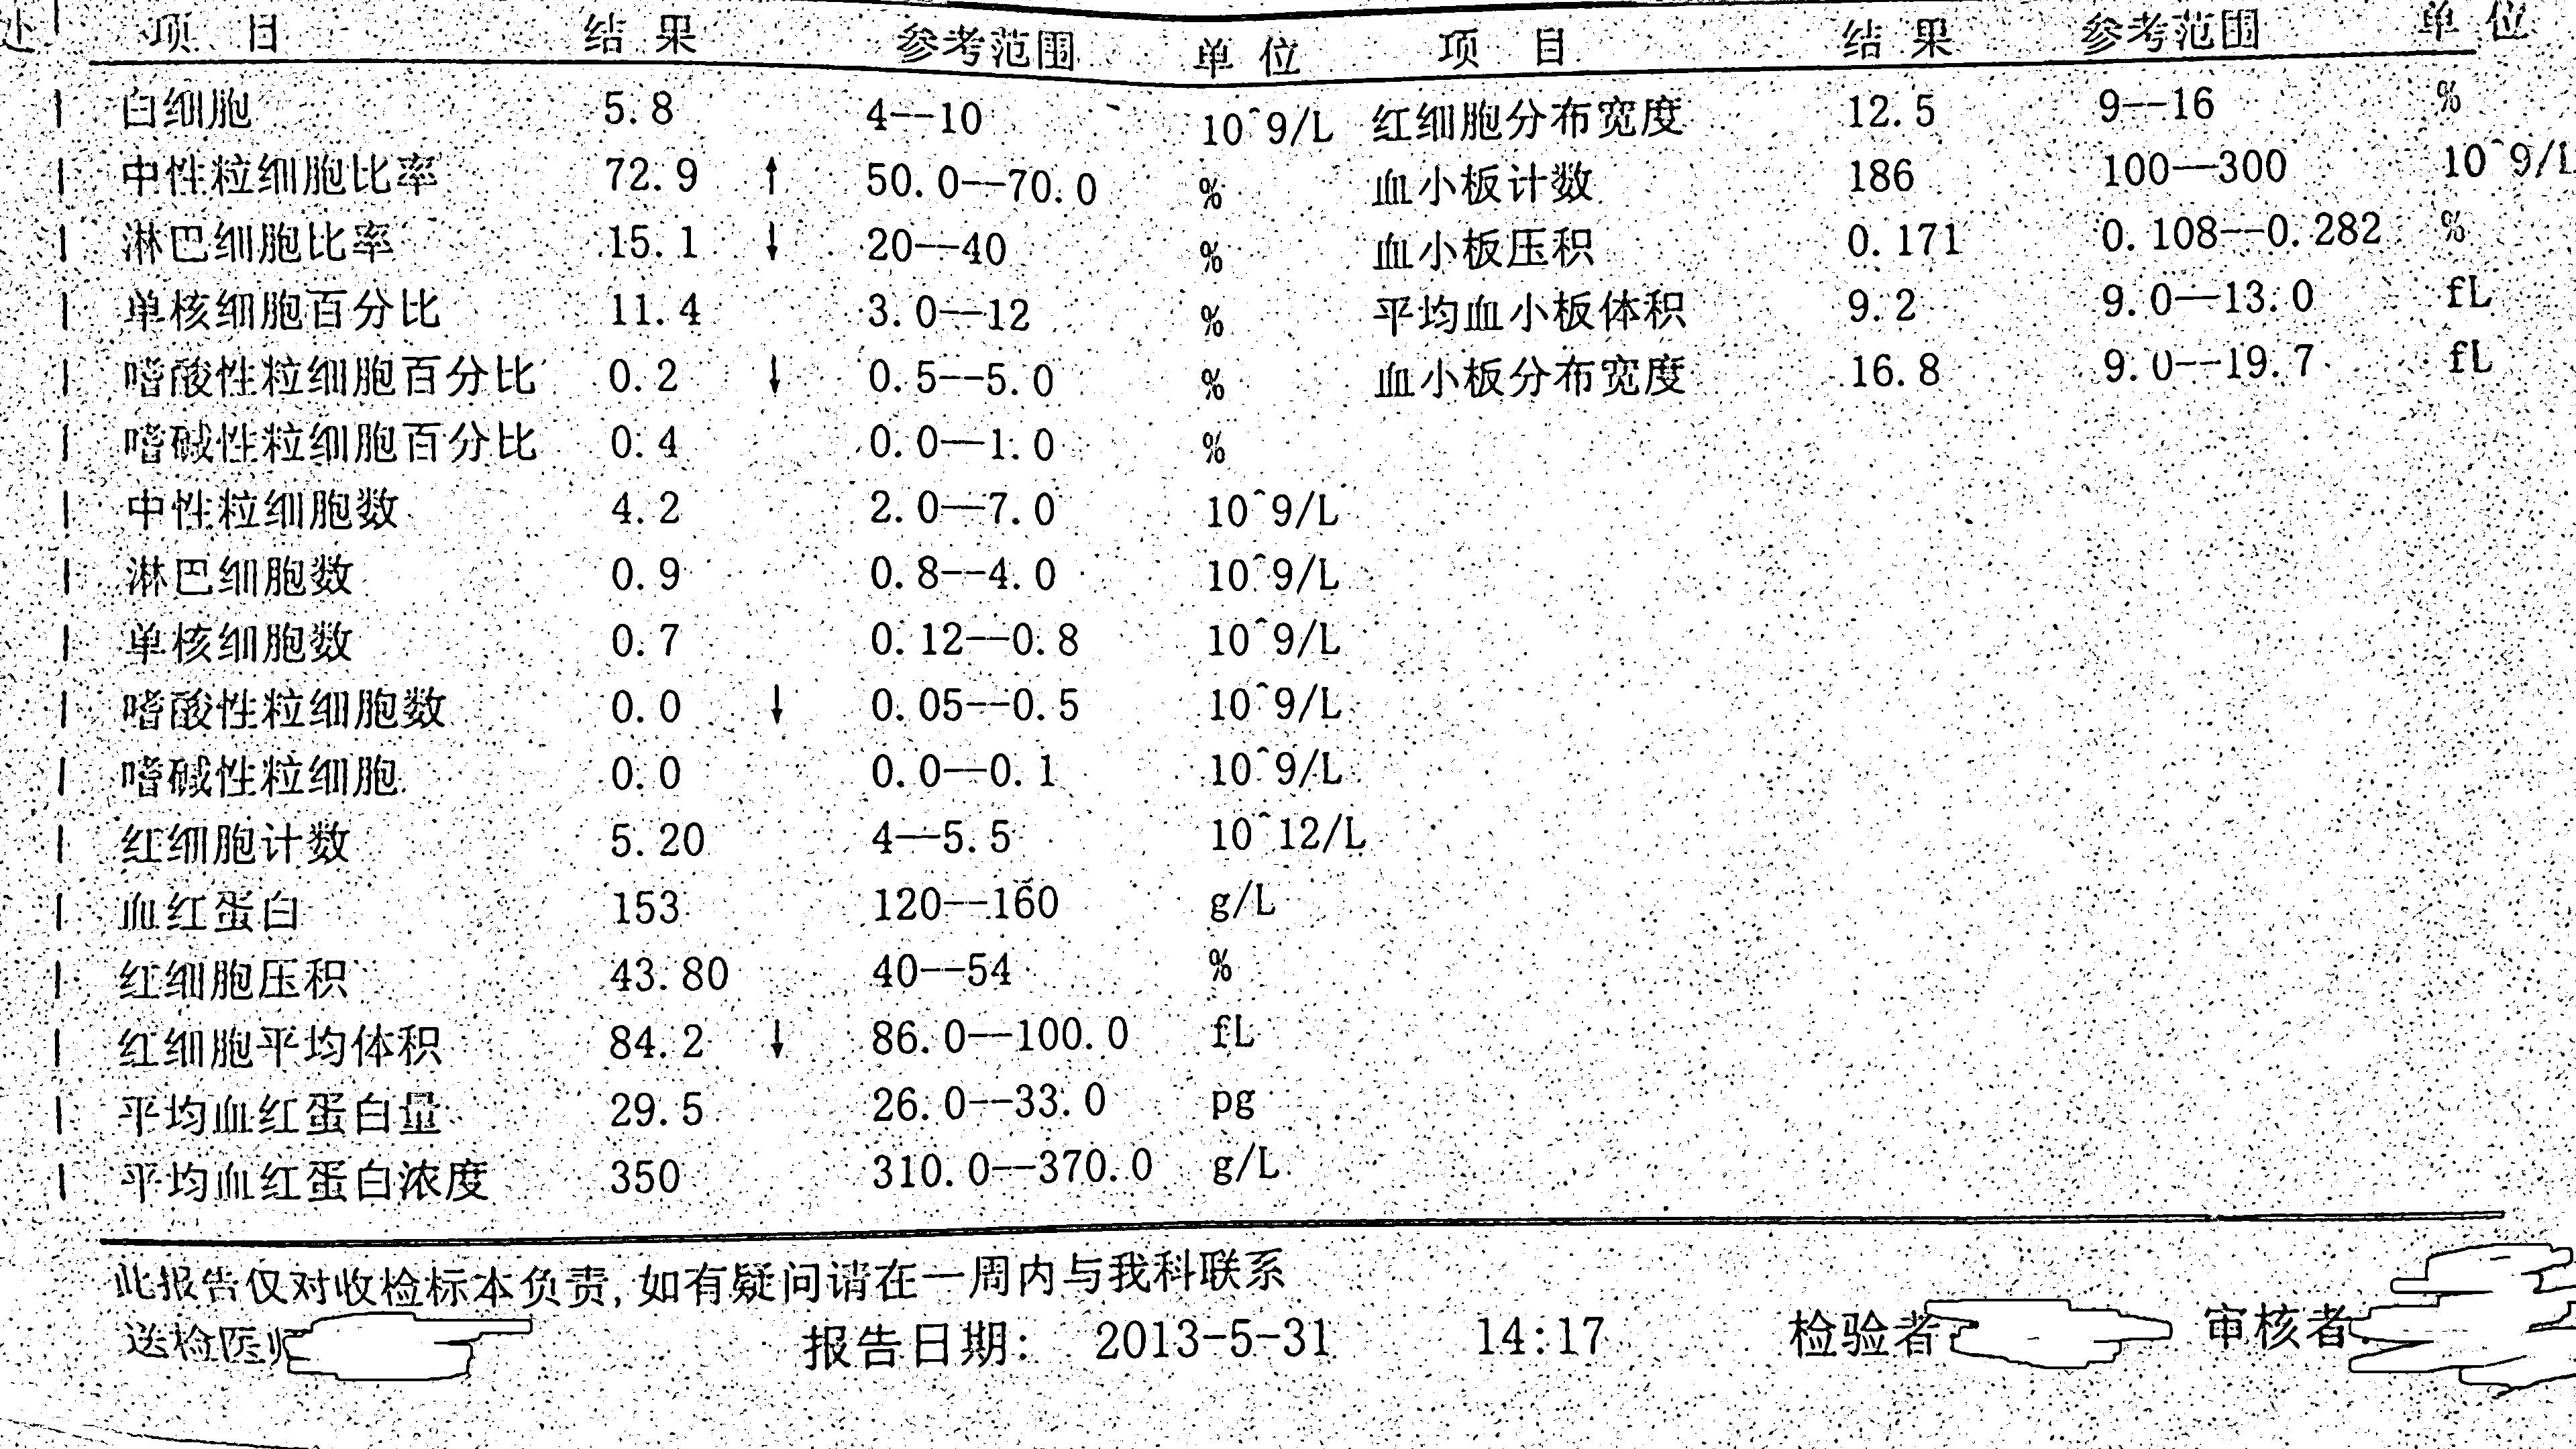 项 目 结 果 参考范围 单 位 项 目 结 果 参考范围 单 位
白细胞 5.8 4--10 10^9/L 红细胞分布宽度 12.5 9--16 %
中性粒细胞比率 72.9 ↑ 50.0--70.0 % 血小板计数 186 100--300 10^9/L
淋巴细胞比率 15.1 ↓ 20--40 % 血小板压积 0.171 0.108--0.282 %
单核细胞百分比 11.4 3.0--12 % 平均血小板体积 9.2 9.0--13.0 fL
嗜酸性粒细胞百分比 0.2 ↓ 0.5--5.0 % 血小板分布宽度 16.8 9.0--19.7 fL
嗜碱性粒细胞百分比 0.4 0.0--1.0 %
中性粒细胞数 4.2 2.0--7.0 10^9/L
淋巴细胞数 0.9 0.8--4.0 10^9/L
单核细胞数 0.7 0.12--0.8 10^9/L
嗜酸性粒细胞数 0.0 ↓ 0.05--0.5 10^9/L
嗜碱性粒细胞 0.0 0.0--0.1 10^9/L
红细胞计数 5.20 4--5.5 10^12/L
血红蛋白 153 120--160 g/L
红细胞压积 43.80 40--54 %
红细胞平均体积 84.2 ↓ 86.0--100.0 fL
平均血红蛋白量 29.5 26.0--33.0 pg
平均血红蛋白浓度 350 310.0--370.0 g/L
此报告仅对收检标本负责,如有疑问请在一周内与我科联系
送检医师 报告日期: 2013-5-31 14:17 检验者 审核者